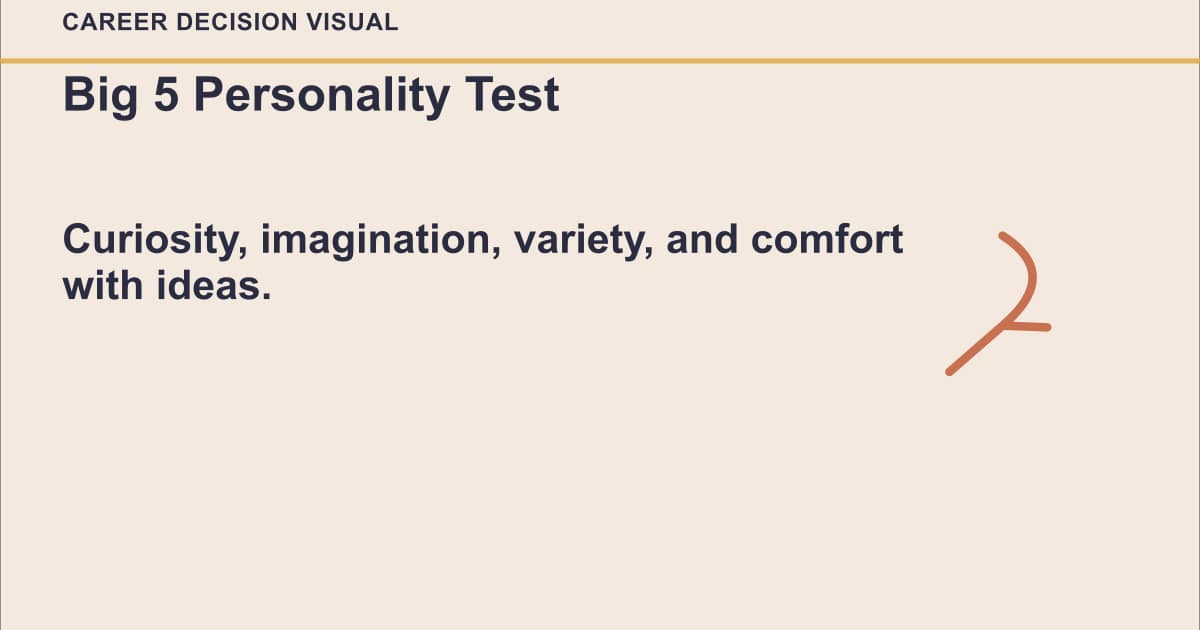 CAREER DECISION VISUAL
Big 5 Personality Test
Curiosity, imagination, variety, and comfort
with ideas.